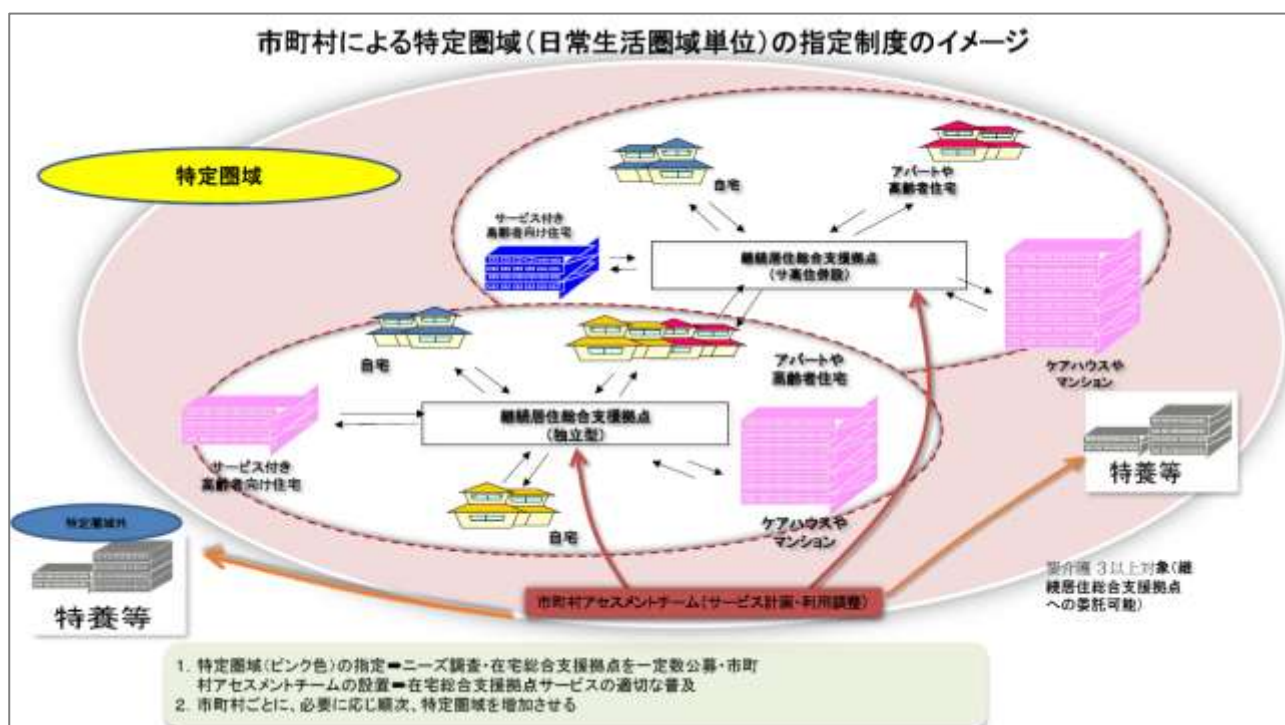 市町村による特定圏域(日常生活圏域単位)の指定制度のイメージ
特定圏域
自宅
アパートや
高齢者住宅
サービス付き
高齢者向け住宅
継続居住総合支援拠点
(サ高住併設)
ケアハウスや
マンション
自宅
アパートや
高齢者住宅
継続居住総合支援拠点
(独立型)
サービス付き
高齢者向け住宅
自宅
ケアハウスや
マンション
特養等
特定圏域外
特養等
要介護 3以上対象(継
続居住総合支援拠点
への委託可能)
市町村アセスメントチーム(サービス計画・利用調整)
1. 特定圏域(ピンク色)の指定➡ニーズ調査・在宅総合支援拠点を一定数公募・市町
村アセスメントチームの設置➡在宅総合支援拠点サービスの適切な普及
2. 市町村ごとに、必要に応じ順次、特定圏域を増加させる